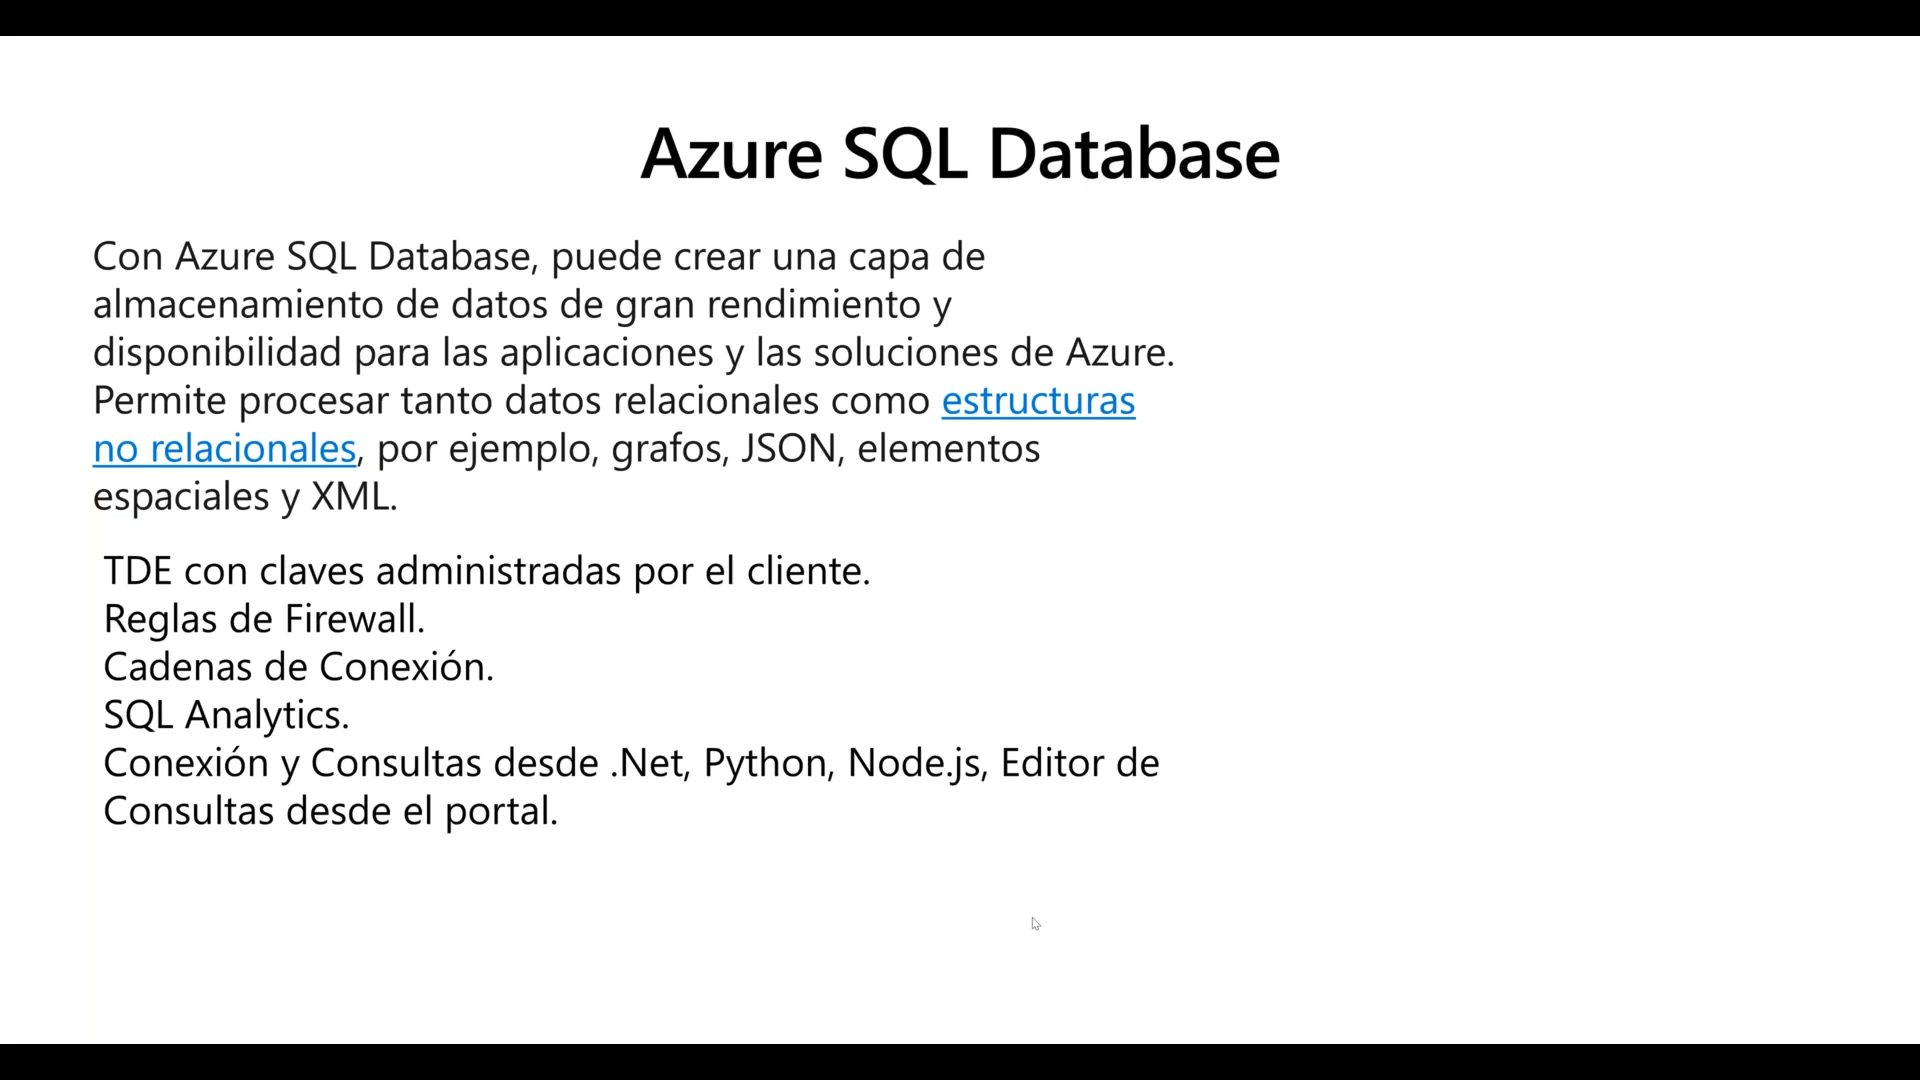 Azure SQL Database
Con Azure SQL Database, puede crear una capa de
almacenamiento de datos de gran rendimiento y
disponibilidad para las aplicaciones y las soluciones de Azure.
Permite procesar tanto datos relacionales como estructuras
no relacionales, por ejemplo, grafos, JSON, elementos
espaciales y XML.
TDE con claves administradas por el cliente.
Reglas de Firewall.
Cadenas de Conexión.
SQL Analytics.
Conexión y Consultas desde .Net, Python, Node.js, Editor de
Consultas desde el portal.